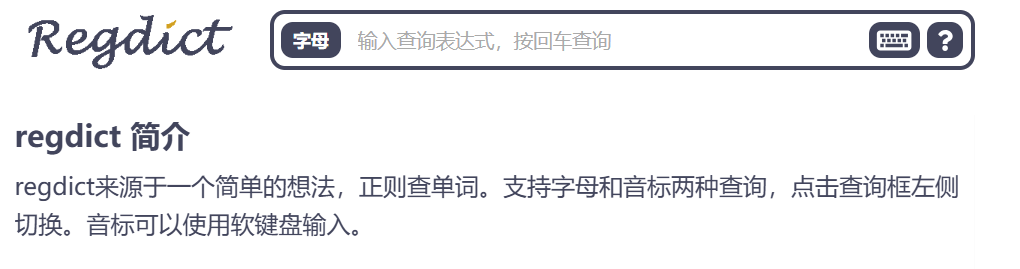 Regdict
字母 输入查询表达式，按回车查询 ?
regdict 简介
regdict来源于一个简单的想法，正则查单词。支持字母和音标两种查询，点击查询框左侧
切换。音标可以使用软键盘输入。